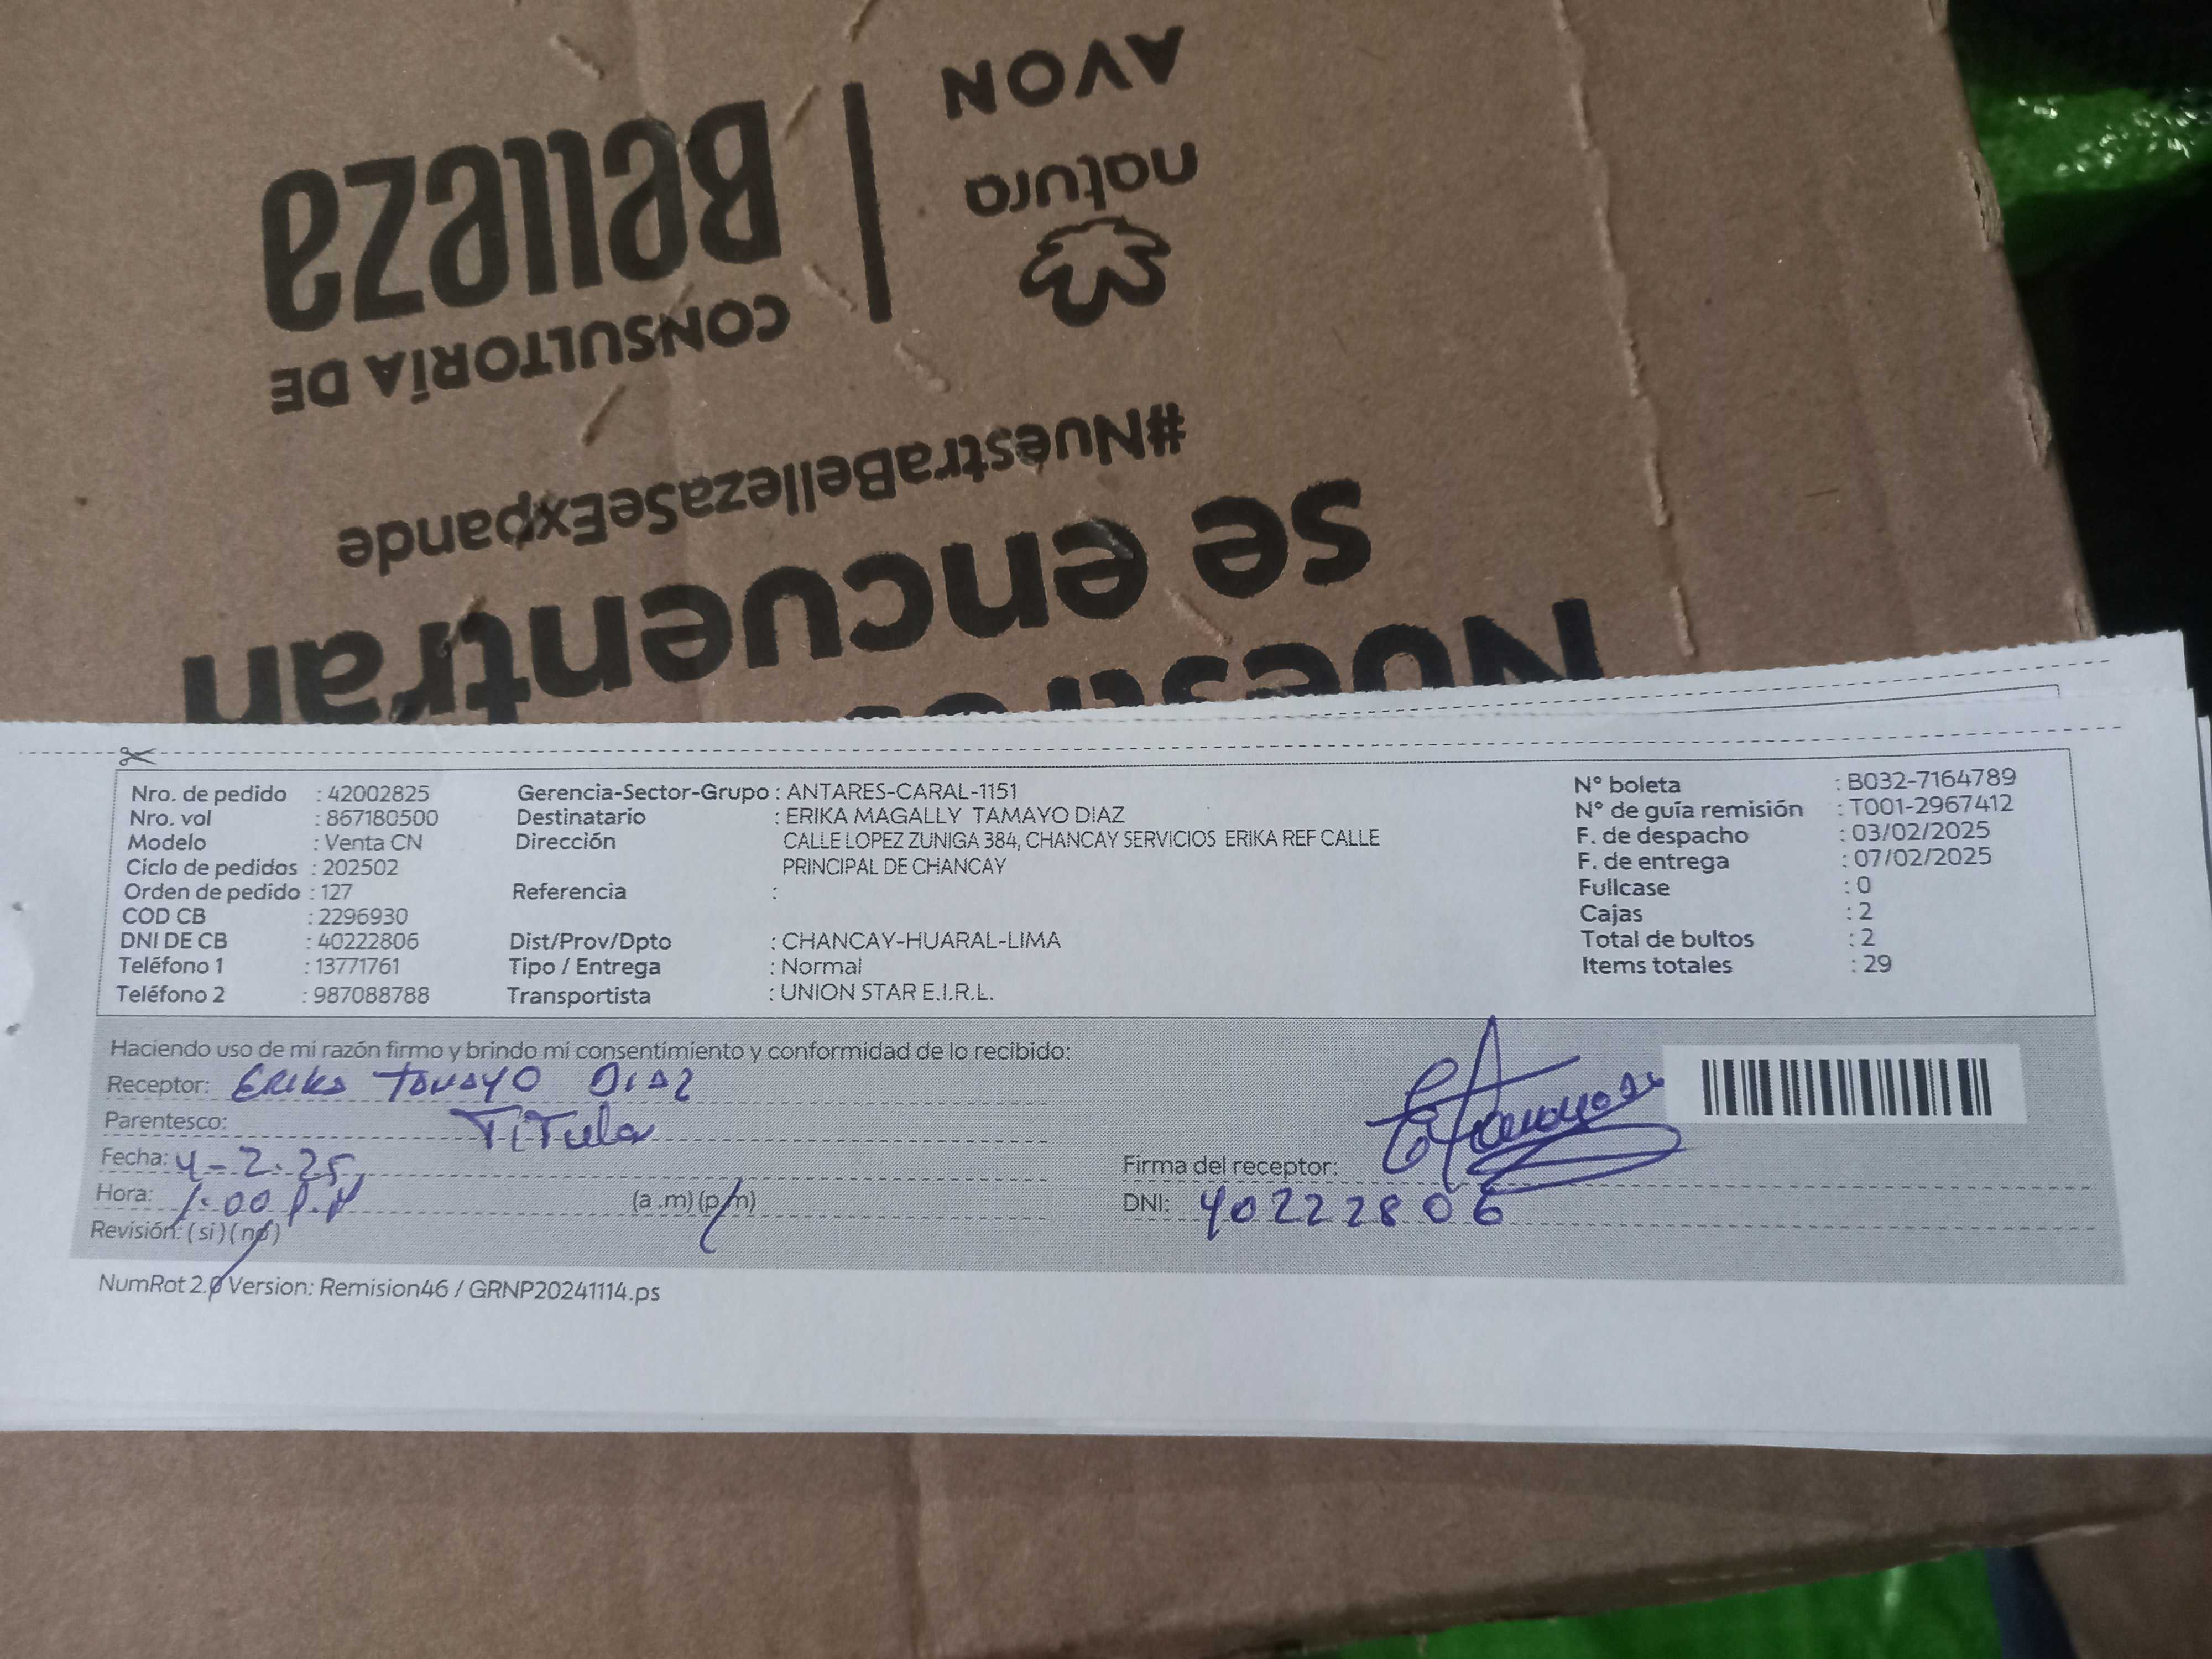 AVON
natura
CONSULTORÍA DE
Belleza
#NuestraBellezaSeExpande
se encuentran
Nº boleta : B032-7164789
Nº de guía remisión : T001-2967412
F. de despacho : 03/02/2025
F. de entrega : 07/02/2025
Fullcase : 0
Cajas : 2
Total de bultos : 2
Items totales : 29
Nro. de pedido : 42002825
Nro. vol : 867180500
Modelo : Venta CN
Ciclo de pedidos : 202502
Orden de pedido : 127
COD CB : 2296930
DNI DE CB : 40222806
Teléfono 1 : 13771761
Teléfono 2 : 987088788
Gerencia-Sector-Grupo : ANTARES-CARAL-1151
Destinatario : ERIKA MAGALLY TAMAYO DIAZ
Dirección CALLE LOPEZ ZUNIGA 384, CHANCAY SERVICIOS ERIKA REF CALLE
PRINCIPAL DE CHANCAY
Referencia :
Dist/Prov/Dpto : CHANCAY-HUARAL-LIMA
Tipo / Entrega : Normal
Transportista : UNION STAR E.I.R.L.
Haciendo uso de mi razón firmo y brindo mi consentimiento y conformidad de lo recibido:
Receptor: Erika Tamayo Diaz
Parentesco: Titular
Fecha: 4-2-25
Hora: 1:00 P.M (a.m) (p.m)
Revisión: (si) (no)
Firma del receptor:
DNI: 40222806
NumRot 2.0 Version: Remision46 / GRNP20241114.ps